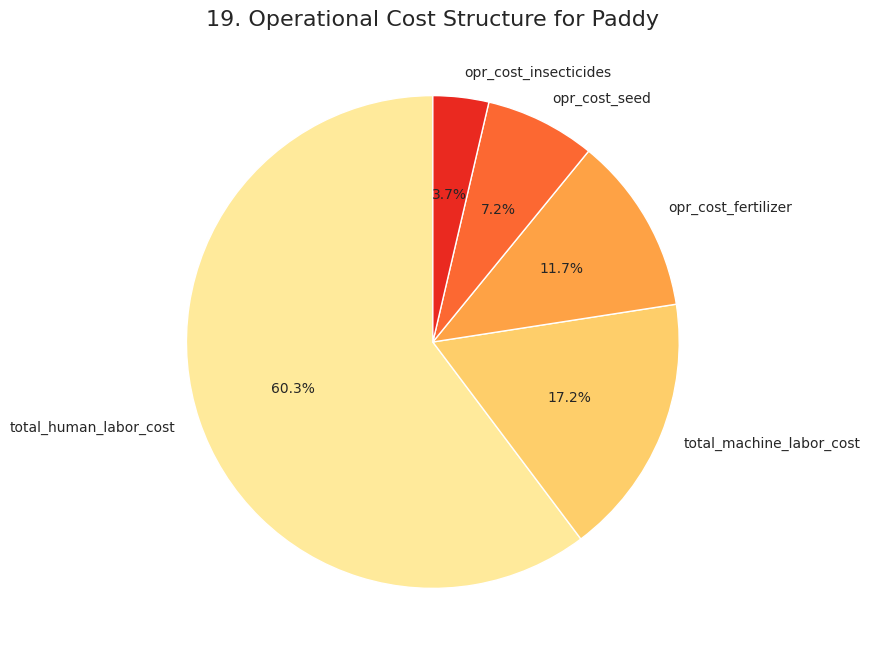 19. Operational Cost Structure for Paddy
opr_cost_insecticides
opr_cost_seed
3.7%
7.2%
opr_cost_fertilizer
11.7%
60.3%
17.2%
total_human_labor_cost
total_machine_labor_cost